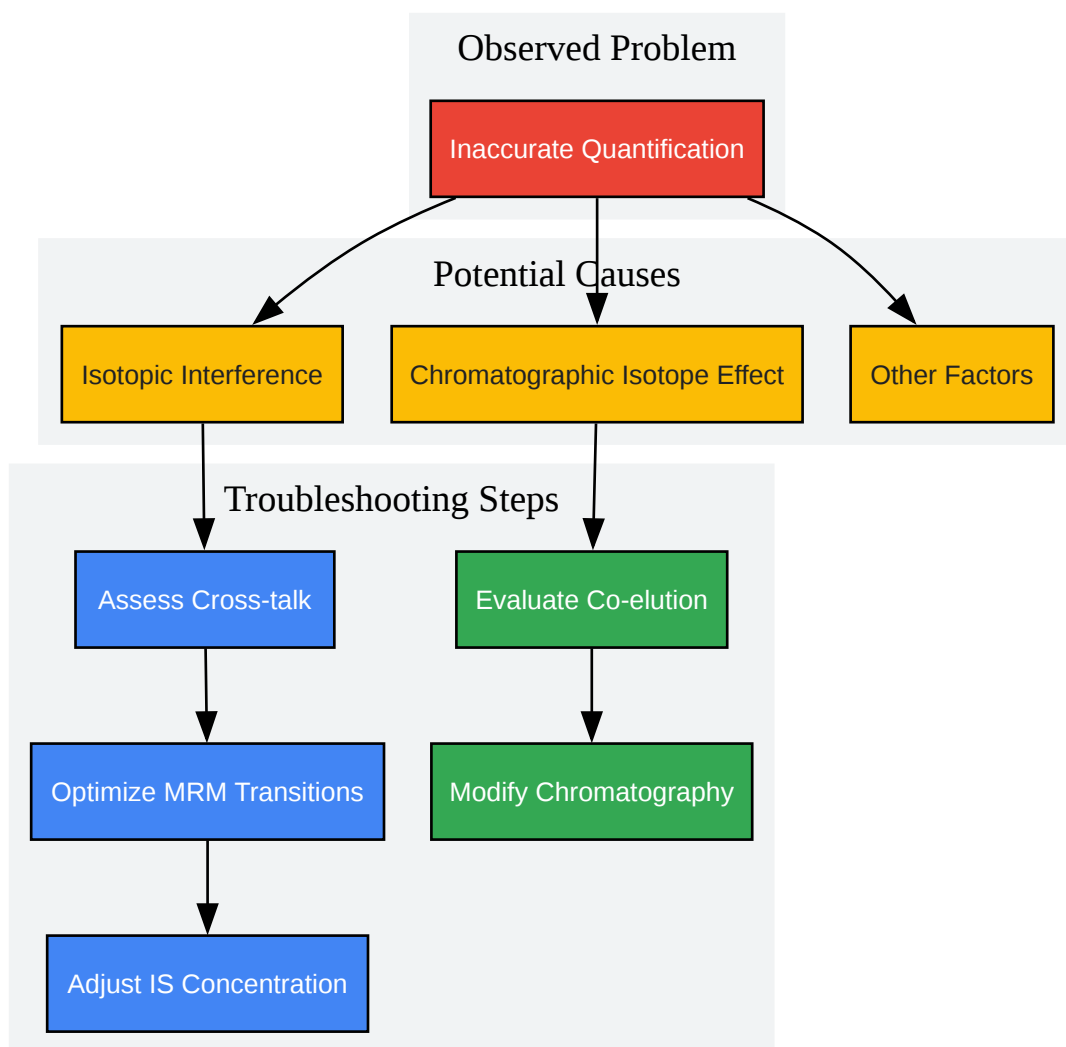 Observed Problem
Inaccurate Quantification
Potential Causes
Isotopic Interference
Chromatographic Isotope Effect
Other Factors
Troubleshooting Steps
Assess Cross-talk
Evaluate Co-elution
Optimize MRM Transitions
Modify Chromatography
Adjust IS Concentration